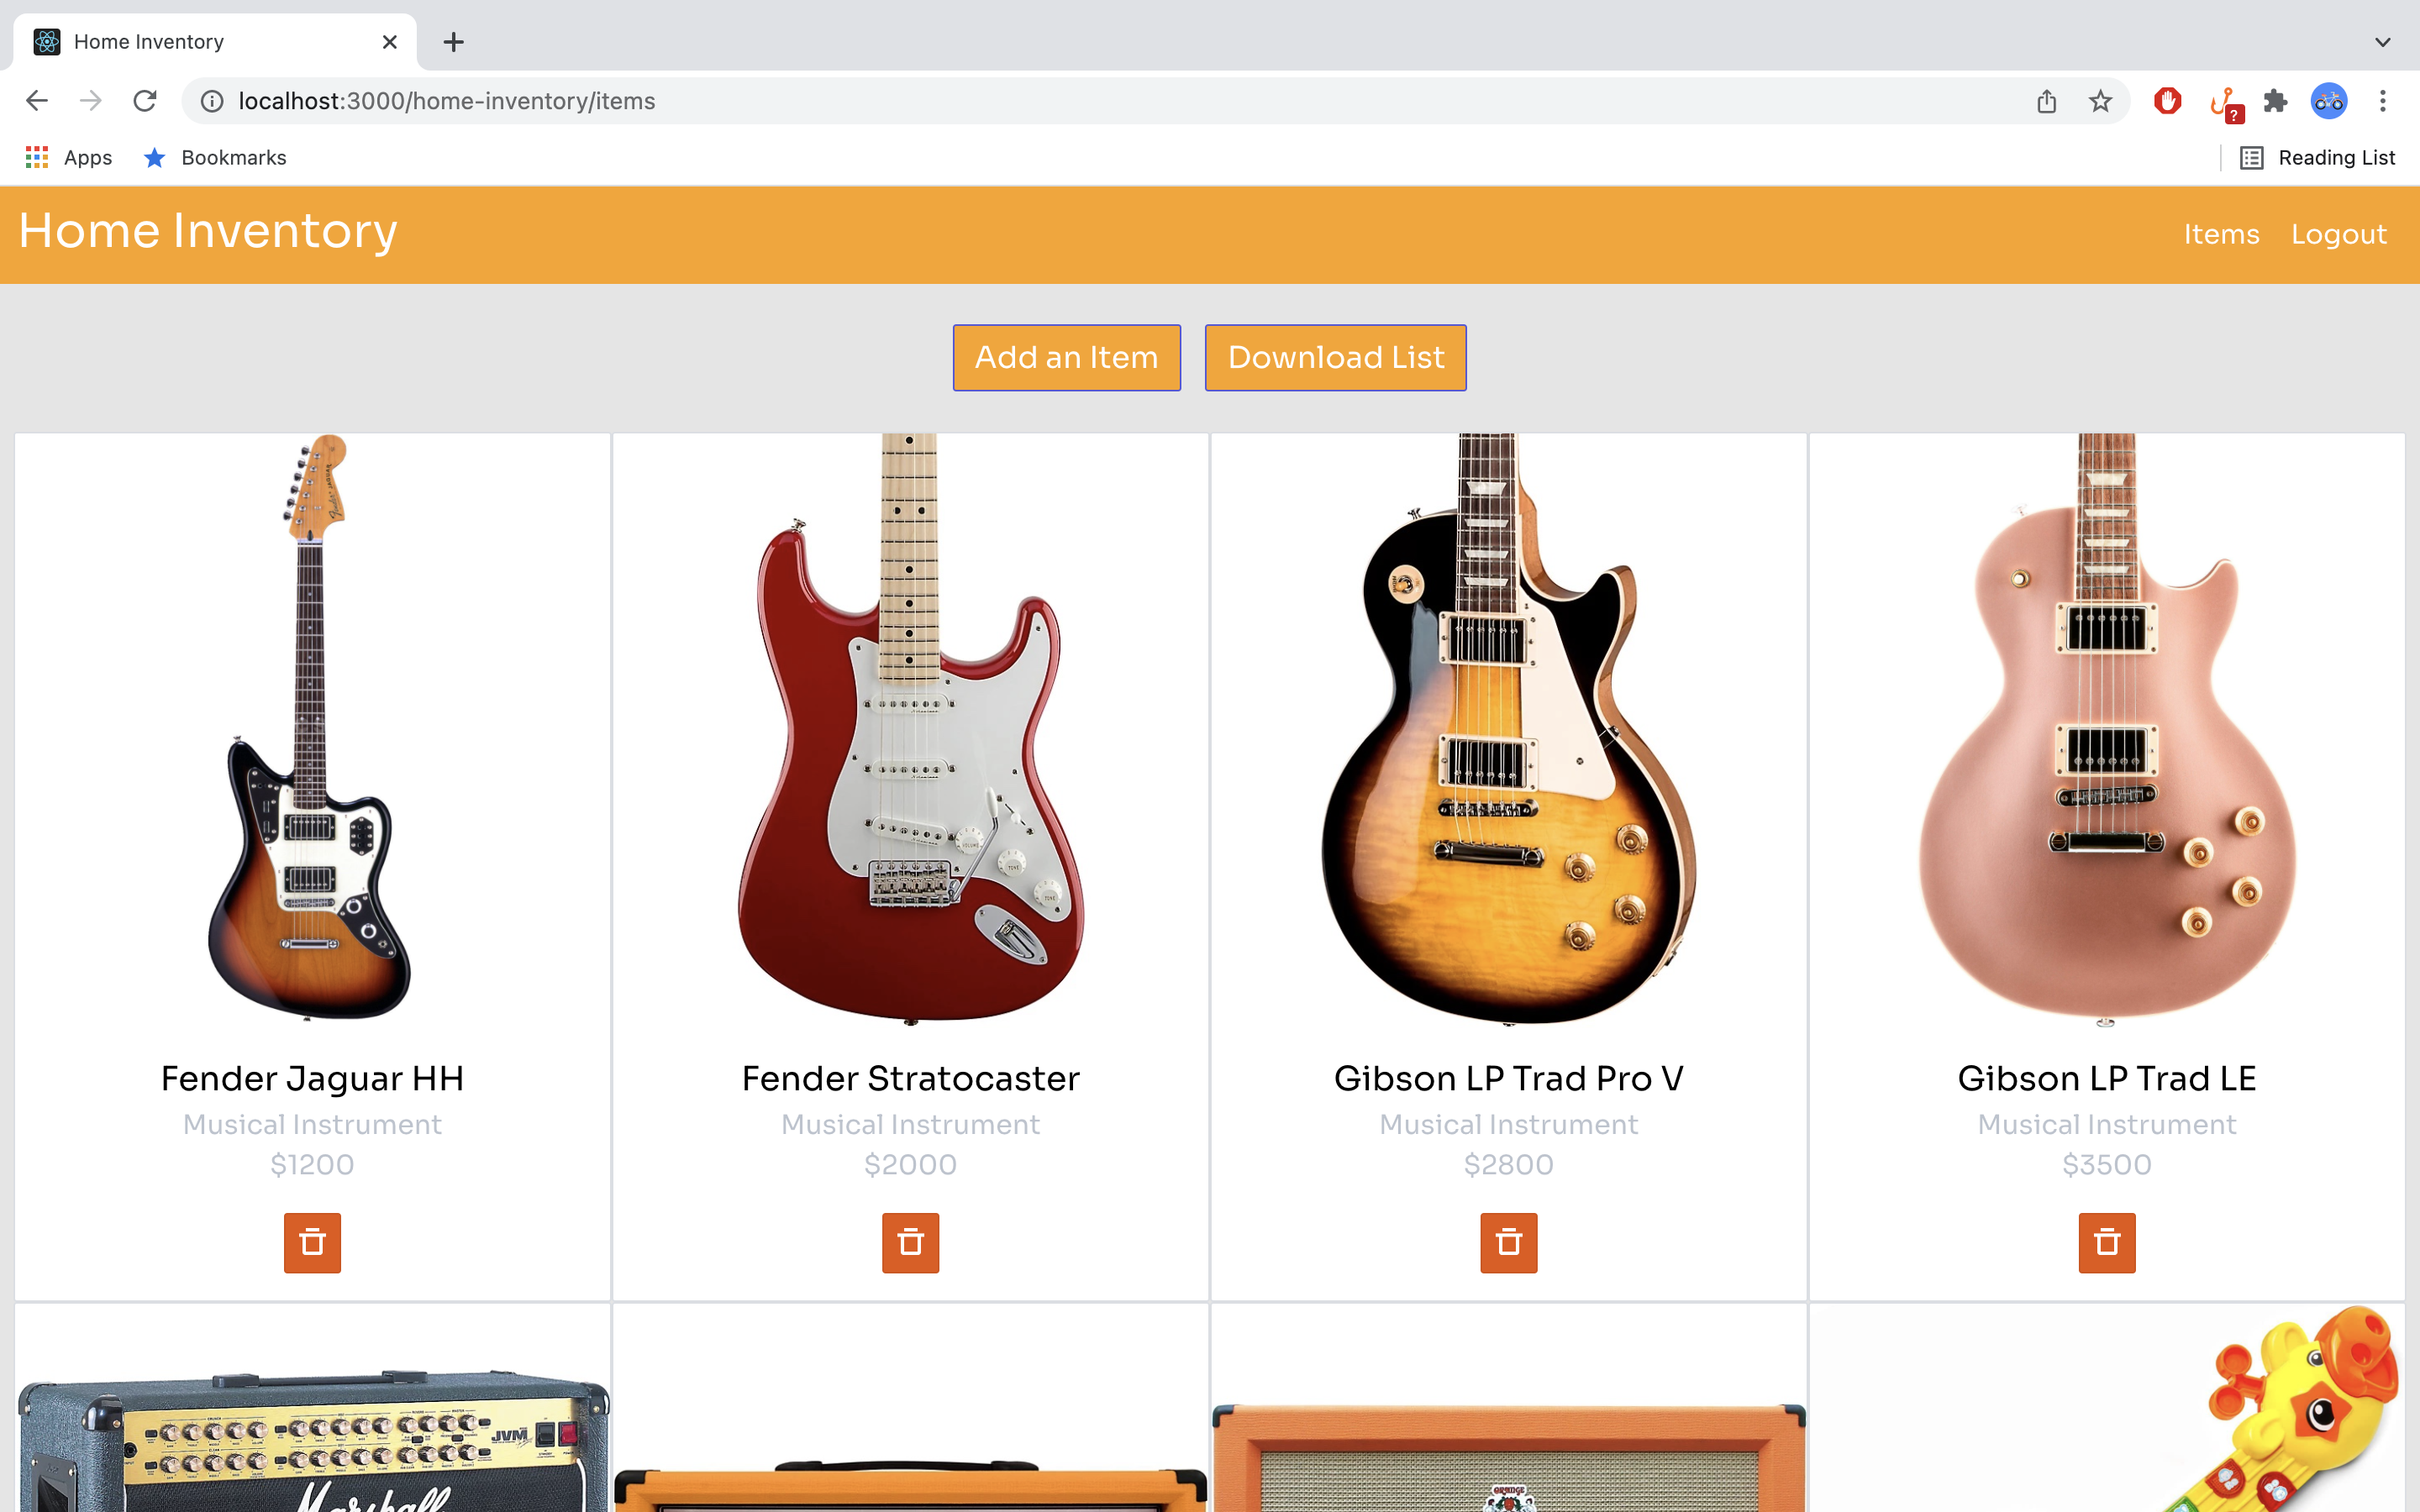 Home Inventory
localhost:3000/home-inventory/items
?
Apps Bookmarks
Reading List
Home Inventory
Items Logout
Add an Item Download List
Fender Jaguar HH
Musical Instrument
$1200
Fender Stratocaster
Musical Instrument
$2000
Gibson LP Trad Pro V
Musical Instrument
$2800
Gibson LP Trad LE
Musical Instrument
$3500
JVM
Marshall
ORANGE